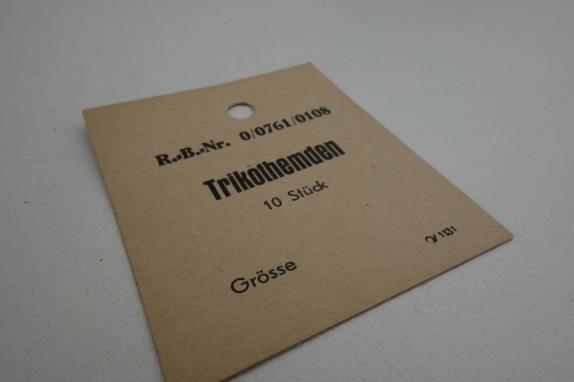 R.B.Nr. 0/0761/0108
Trikothemden
10 Stück
Grösse